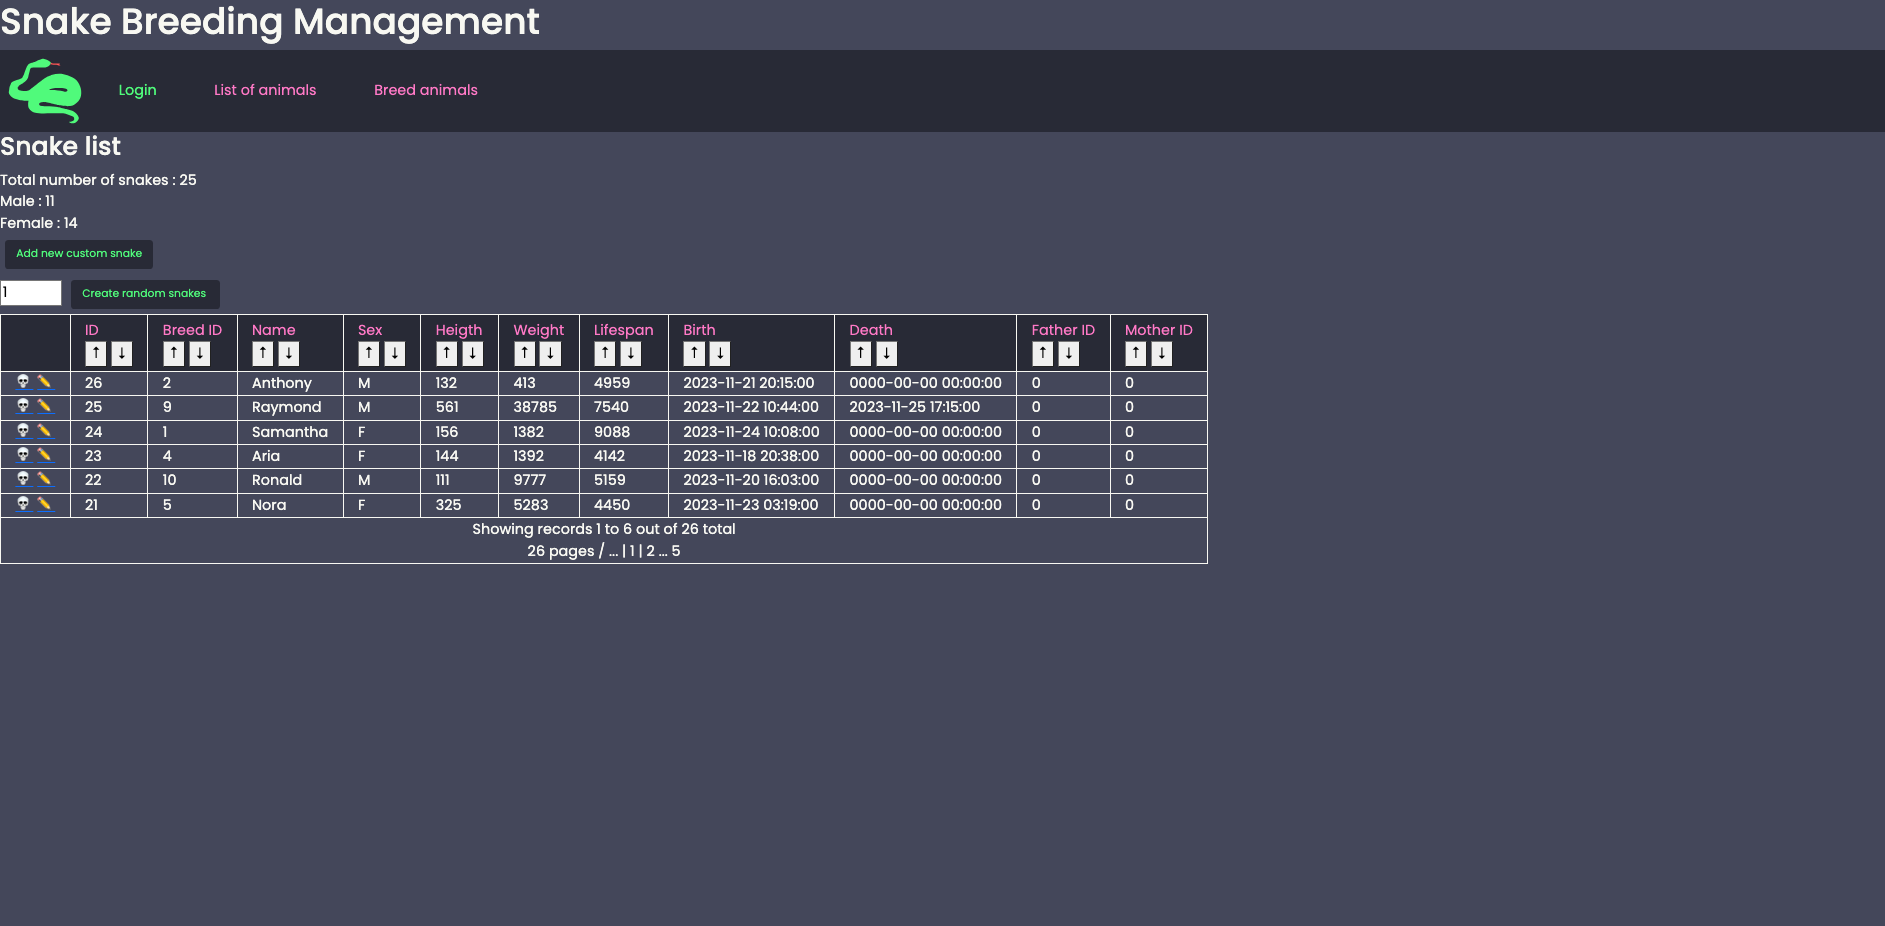 Snake Breeding Management
Login List of animals Breed animals
Snake list
Total number of snakes : 25
Male : 11
Female : 14
Add new custom snake
1 Create random snakes
ID Breed ID Name Sex Heigth Weight Lifespan Birth Death Father ID Mother ID
↑ ↓ ↑ ↓ ↑ ↓ ↑ ↓ ↑ ↓ ↑ ↓ ↑ ↓ ↑ ↓ ↑ ↓ ↑ ↓ ↑ ↓
26 2 Anthony M 132 413 4959 2023-11-21 20:15:00 0000-00-00 00:00:00 0 0
25 9 Raymond M 561 38785 7540 2023-11-22 10:44:00 2023-11-25 17:15:00 0 0
24 1 Samantha F 156 1382 9088 2023-11-24 10:08:00 0000-00-00 00:00:00 0 0
23 4 Aria F 144 1392 4142 2023-11-18 20:38:00 0000-00-00 00:00:00 0 0
22 10 Ronald M 111 9777 5159 2023-11-20 16:03:00 0000-00-00 00:00:00 0 0
21 5 Nora F 325 5283 4450 2023-11-23 03:19:00 0000-00-00 00:00:00 0 0
Showing records 1 to 6 out of 26 total
26 pages / ... | 1 | 2 ... 5